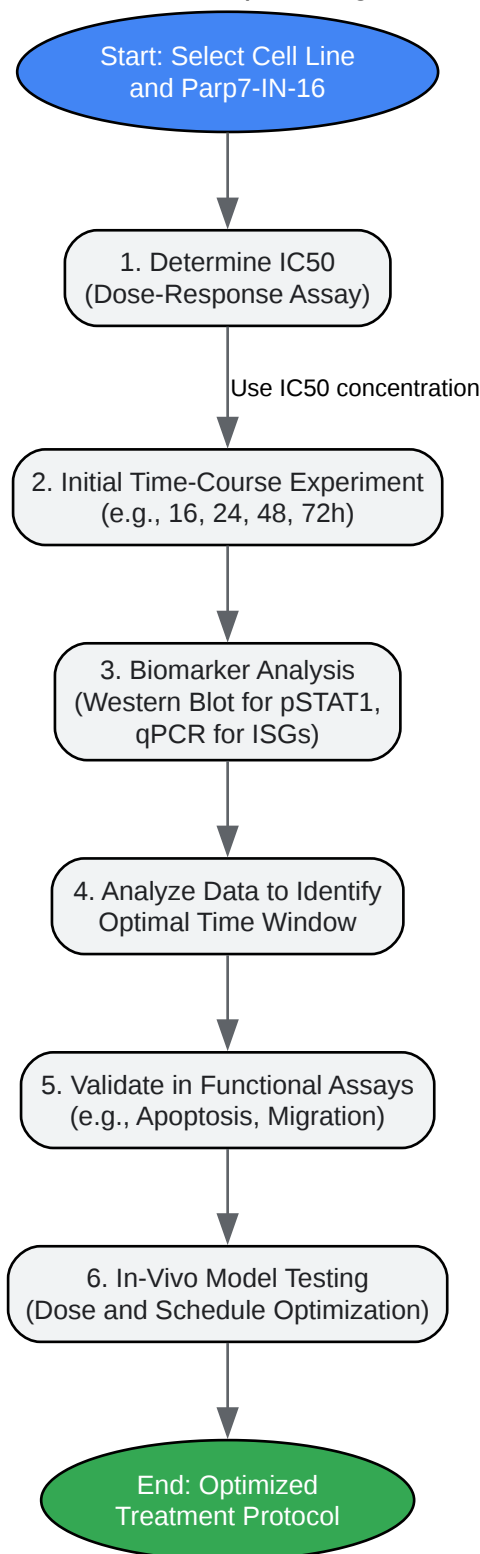 Start: Select Cell Line
and Parp7-IN-16
1. Determine IC50
(Dose-Response Assay)
Use IC50 concentration
2. Initial Time-Course Experiment
(e.g., 16, 24, 48, 72h)
3. Biomarker Analysis
(Western Blot for pSTAT1,
qPCR for ISGs)
4. Analyze Data to Identify
Optimal Time Window
5. Validate in Functional Assays
(e.g., Apoptosis, Migration)
6. In-Vivo Model Testing
(Dose and Schedule Optimization)
End: Optimized
Treatment Protocol